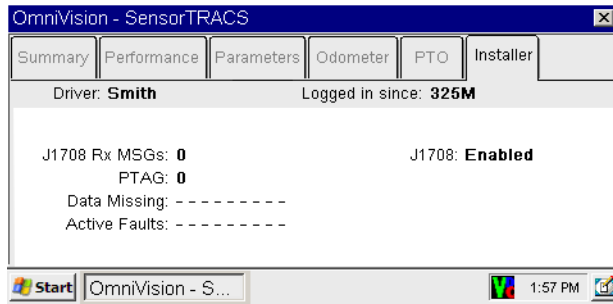 OmniVision - SensorTRACS
Summary Performance Parameters Odometer PTO Installer
Driver: Smith Logged in since: 325M
J1708 Rx MSGs: 0 J1708: Enabled
PTAG: 0
Data Missing: - - - - - - - - -
Active Faults: - - - - - - - - -
Start OmniVision - S... 1:57 PM